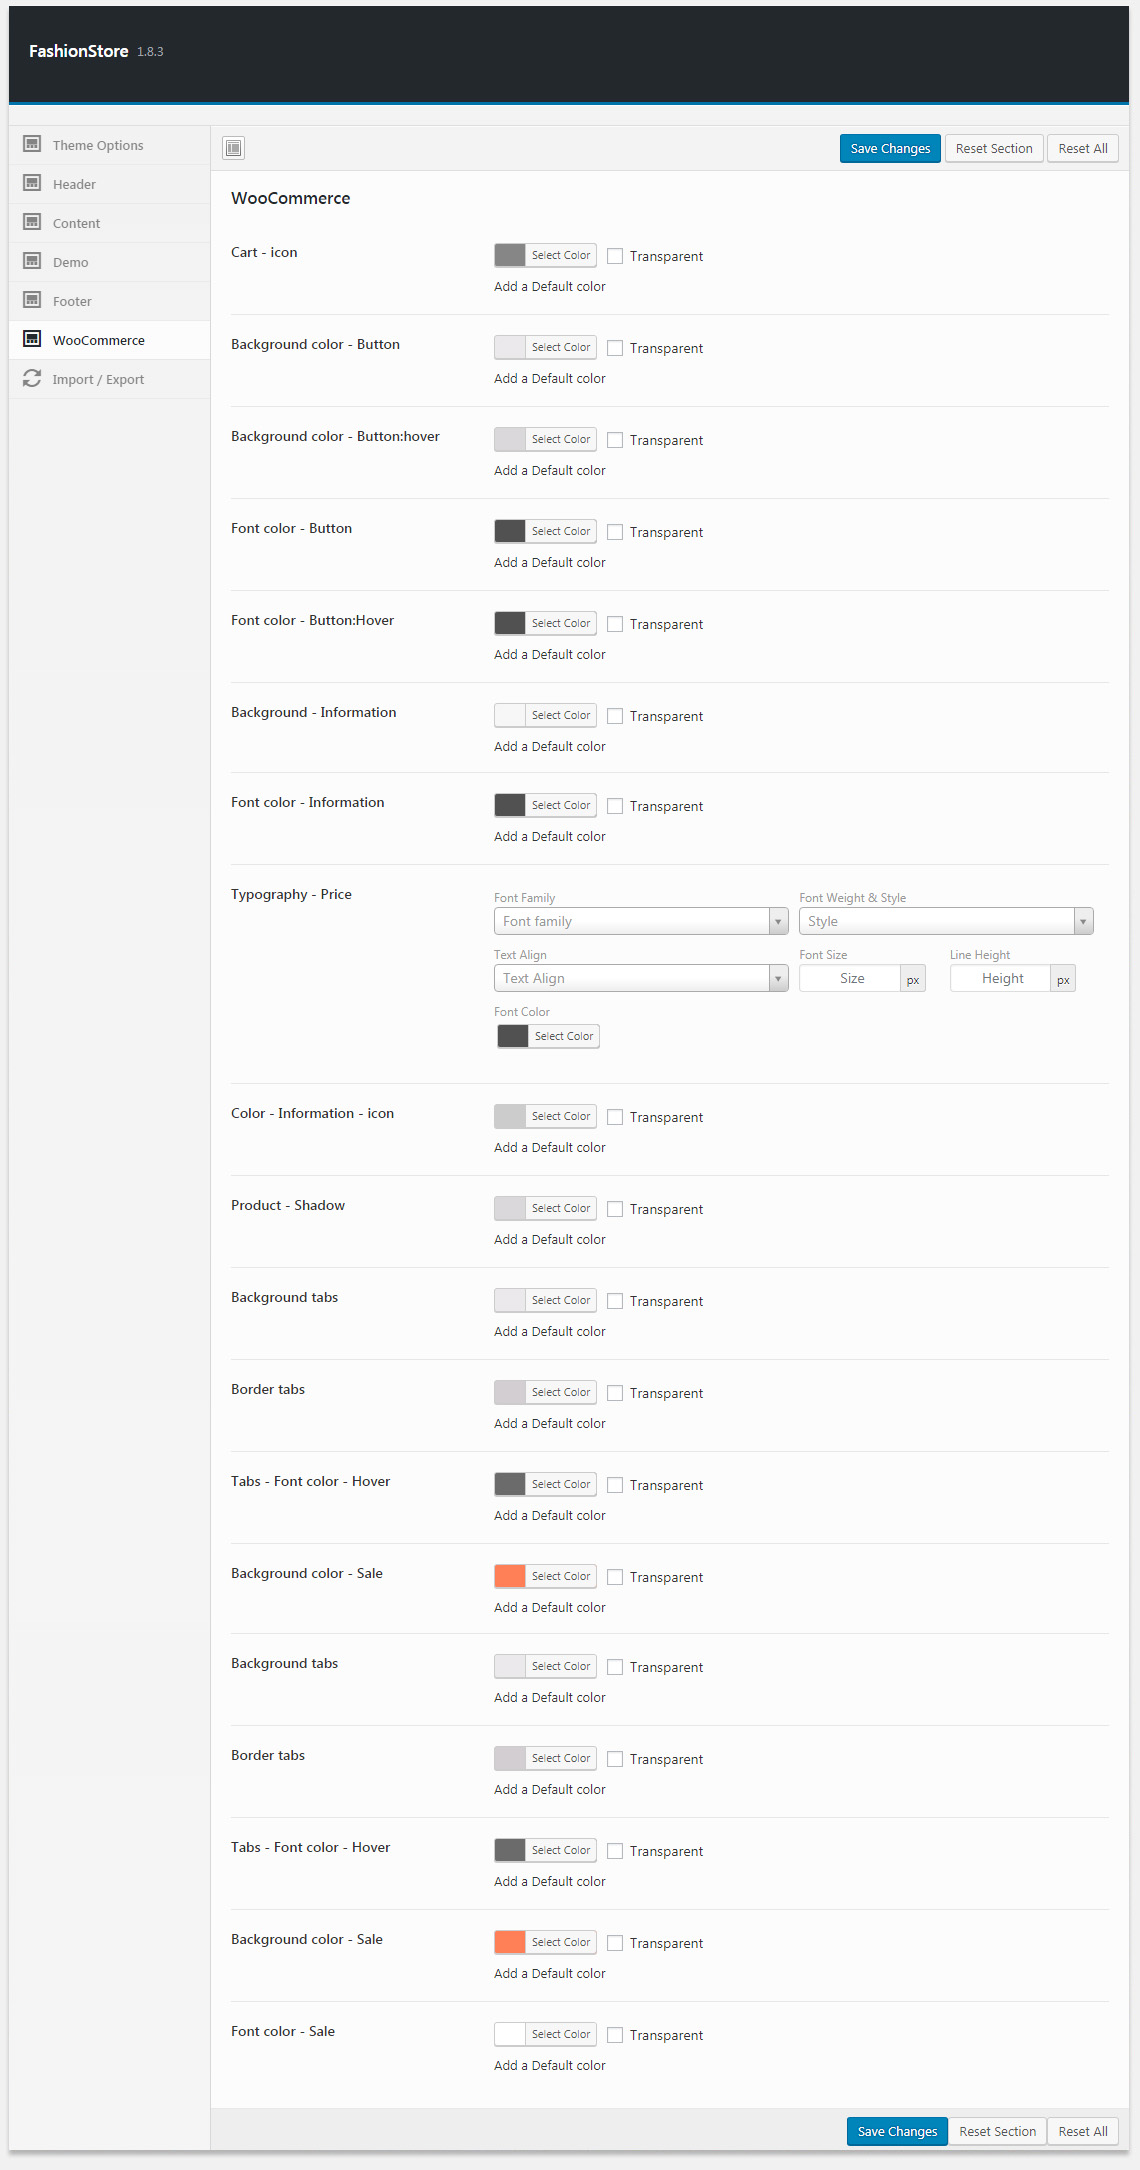 FashionStore 1.8.3
Theme Options
Header
Content
Demo
Footer
WooCommerce
Import / Export
Save Changes Reset Section Reset All
WooCommerce
Cart - icon Select Color Transparent
Add a Default color
Background color - Button Select Color Transparent
Add a Default color
Background color - Button:hover Select Color Transparent
Add a Default color
Font color - Button Select Color Transparent
Add a Default color
Font color - Button:Hover Select Color Transparent
Add a Default color
Background - Information Select Color Transparent
Add a Default color
Font color - Information Select Color Transparent
Add a Default color
Typography - Price Font Family Font Weight & Style
Font family Style
Text Align Font Size Line Height
Text Align Size px Height px
Font Color
Select Color
Color - Information - icon Select Color Transparent
Add a Default color
Product - Shadow Select Color Transparent
Add a Default color
Background tabs Select Color Transparent
Add a Default color
Border tabs Select Color Transparent
Add a Default color
Tabs - Font color - Hover Select Color Transparent
Add a Default color
Background color - Sale Select Color Transparent
Add a Default color
Background tabs Select Color Transparent
Add a Default color
Border tabs Select Color Transparent
Add a Default color
Tabs - Font color - Hover Select Color Transparent
Add a Default color
Background color - Sale Select Color Transparent
Add a Default color
Font color - Sale Select Color Transparent
Add a Default color
Save Changes Reset Section Reset All